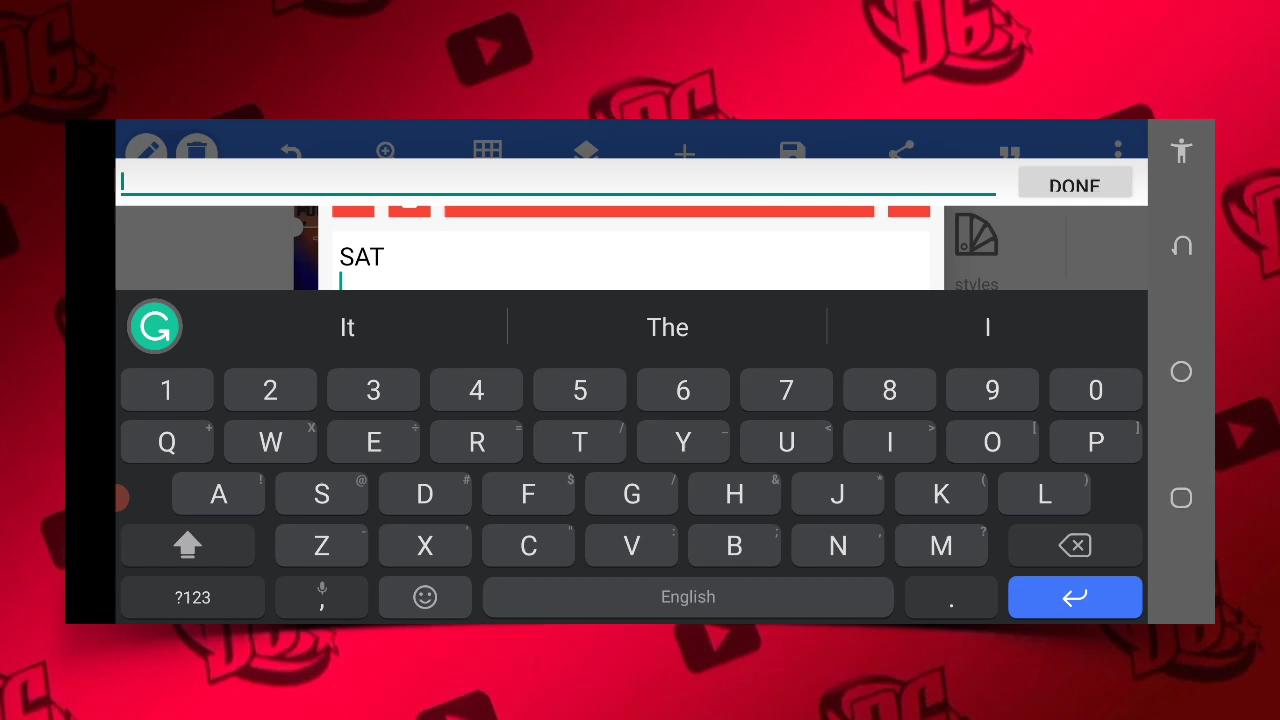 DONE
SAT
styles
It The I
1 2 3 4 5 6 7 8 9 0
Q + W X E ÷ R = T / Y _ U < I > O [ P ]
A ! S @ D # F $ G / H & J * K ( L )
Z - X ' C " V : B ; N , M ?
?123 , English .